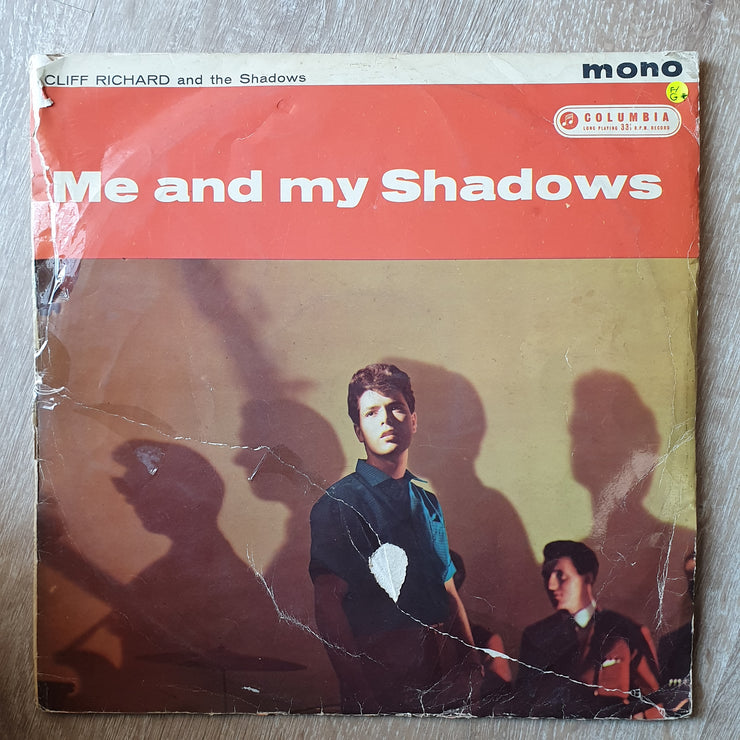 CLIFF RICHARD and the Shadows
mono
F/
G+
COLUMBIA
LONG PLAYING 33⅓ R.P.M. RECORD
Me and my Shadows